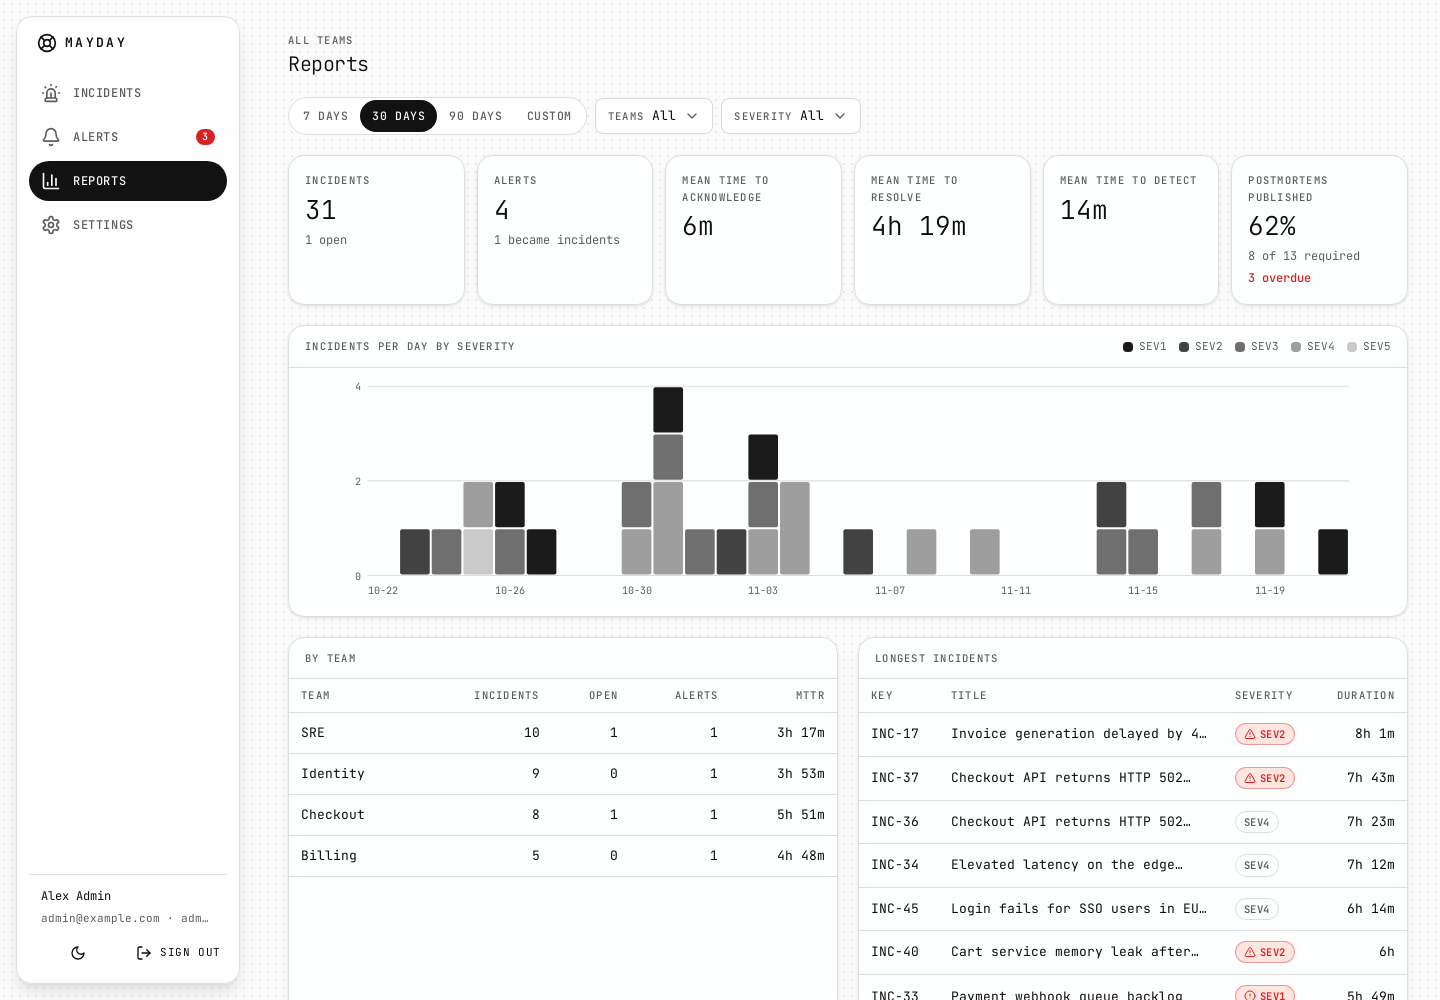 MAYDAY
INCIDENTS
ALERTS 3
REPORTS
SETTINGS
Alex Admin
admin@example.com · adm…
SIGN OUT
ALL TEAMS
Reports
7 DAYS 30 DAYS 90 DAYS CUSTOM TEAMS All SEVERITY All
INCIDENTS
31
1 open
ALERTS
4
1 became incidents
MEAN TIME TO
ACKNOWLEDGE
6m
MEAN TIME TO
RESOLVE
4h 19m
MEAN TIME TO DETECT
14m
POSTMORTEMS
PUBLISHED
62%
8 of 13 required
3 overdue
INCIDENTS PER DAY BY SEVERITY SEV1 SEV2 SEV3 SEV4 SEV5
4
2
0
10-22 10-26 10-30 11-03 11-07 11-11 11-15 11-19
BY TEAM
TEAM INCIDENTS OPEN ALERTS MTTR
SRE 10 1 1 3h 17m
Identity 9 0 1 3h 53m
Checkout 8 1 1 5h 51m
Billing 5 0 1 4h 48m
LONGEST INCIDENTS
KEY TITLE SEVERITY DURATION
INC-17 Invoice generation delayed by 4… SEV2 8h 1m
INC-37 Checkout API returns HTTP 502… SEV2 7h 43m
INC-36 Checkout API returns HTTP 502… SEV4 7h 23m
INC-34 Elevated latency on the edge… SEV4 7h 12m
INC-45 Login fails for SSO users in EU… SEV4 6h 14m
INC-40 Cart service memory leak after… SEV2 6h
INC-33 Payment webhook queue backlog SEV1 5h 49m